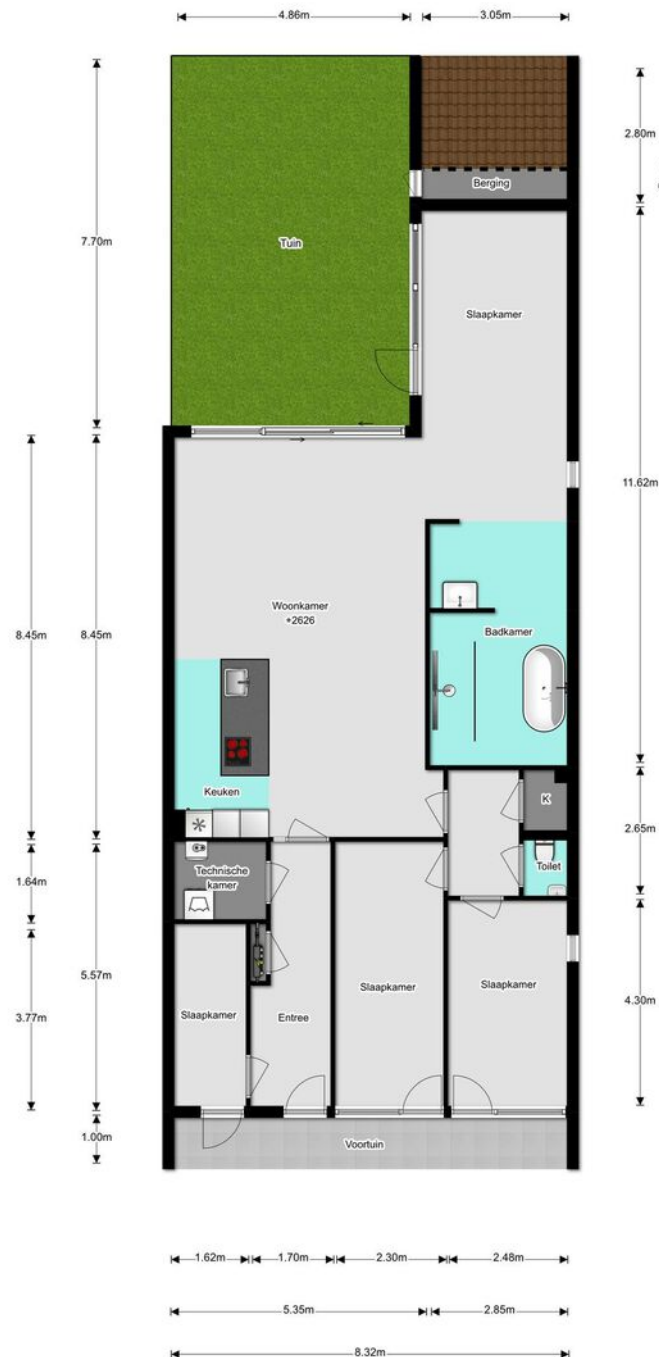 4.86m
3.05m
2.80m
Berging
7.70m
Tuin
Slaapkamer
11.62m
8.45m
8.45m
Woonkamer
+2626
Badkamer
Keuken
K
2.65m
1.64m
Technische
kamer
Toilet
5.57m
3.77m
Slaapkamer
Entree
Slaapkamer
Slaapkamer
4.30m
1.00m
Voortuin
1.62m
1.70m
2.30m
2.48m
5.35m
2.85m
8.32m